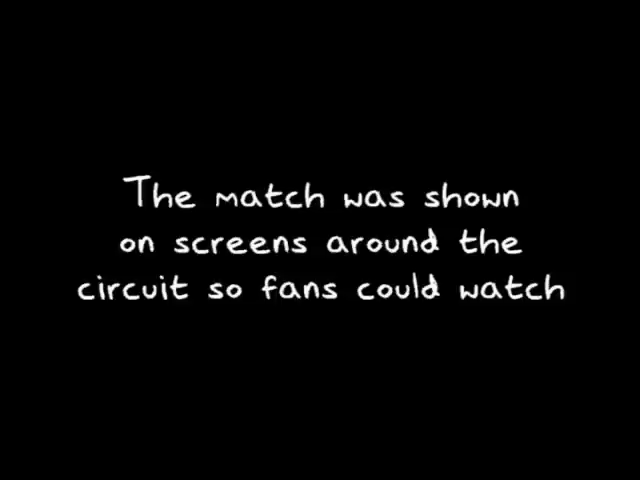 The match was shown
on screens around the
circuit so fans could watch